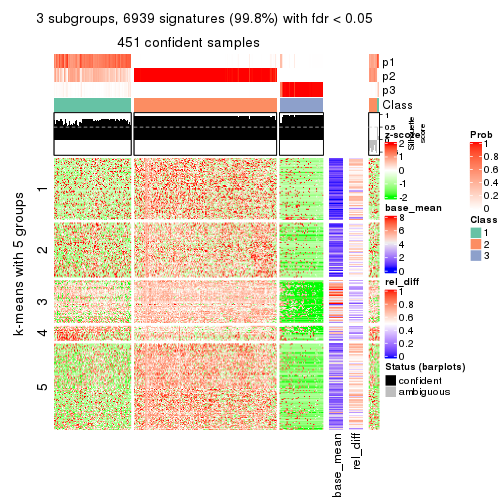 3 subgroups, 6939 signatures (99.8%) with fdr < 0.05
451 confident samples
p1
p2
p3
Class
1
0.5
0
Silhouette
score
k-means with 5 groups
1
2
3
4
5
base_mean
rel_diff
z-score
2
1
0
-1
-2
base_mean
8
6
4
2
0
rel_diff
1
0.8
0.6
0.4
0.2
0
Status (barplots)
confident
ambiguous
Prob
1
0.8
0.6
0.4
0.2
0
Class
1
2
3